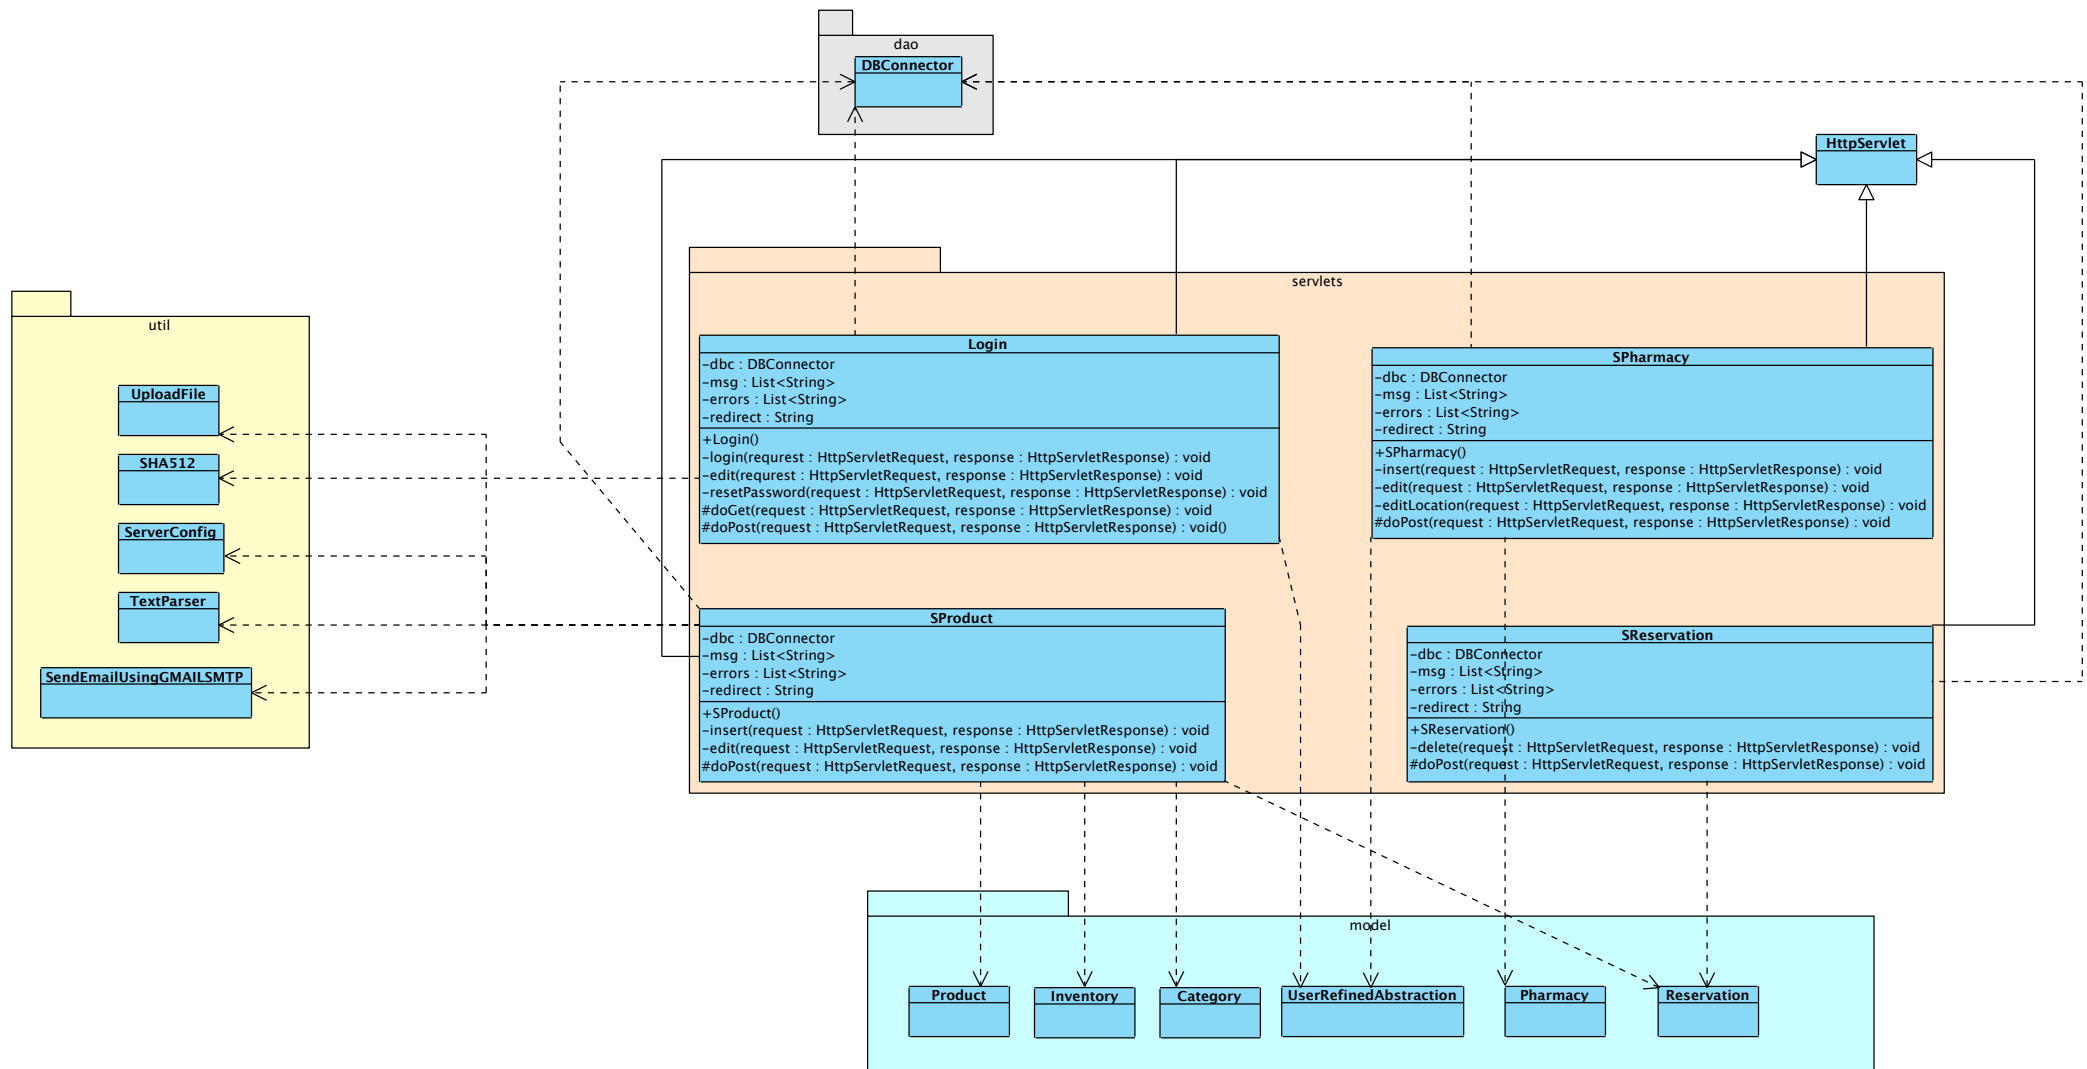 dao
DBConnector
HttpServlet
servlets
util
UploadFile
SHA512
ServerConfig
TextParser
SendEmailUsingGMAILSMTP
Login
-dbc : DBConnector
-msg : List<String>
-errors : List<String>
-redirect : String
+Login()
-login(requrest : HttpServletRequest, response : HttpServletResponse) : void
-edit(requrest : HttpServletRequest, response : HttpServletResponse) : void
-resetPassword(request : HttpServletRequest, response : HttpServletResponse) : void
#doGet(request : HttpServletRequest, response : HttpServletResponse) : void
#doPost(request : HttpServletRequest, response : HttpServletResponse) : void()
SPharmacy
-dbc : DBConnector
-msg : List<String>
-errors : List<String>
-redirect : String
+SPharmacy()
-insert(request : HttpServletRequest, response : HttpServletResponse) : void
-edit(request : HttpServletRequest, response : HttpServletResponse) : void
-editLocation(request : HttpServletRequest, response : HttpServletResponse) : void
#doPost(request : HttpServletRequest, response : HttpServletResponse) : void
SProduct
-dbc : DBConnector
-msg : List<String>
-errors : List<String>
-redirect : String
+SProduct()
-insert(request : HttpServletRequest, response : HttpServletResponse) : void
-edit(request : HttpServletRequest, response : HttpServletResponse) : void
#doPost(request : HttpServletRequest, response : HttpServletResponse) : void
SReservation
-dbc : DBConnector
-msg : List<String>
-errors : List<String>
-redirect : String
+SReservation()
-delete(request : HttpServletRequest, response : HttpServletResponse) : void
#doPost(request : HttpServletRequest, response : HttpServletResponse) : void
model
Product
Inventory
Category
UserRefinedAbstraction
Pharmacy
Reservation